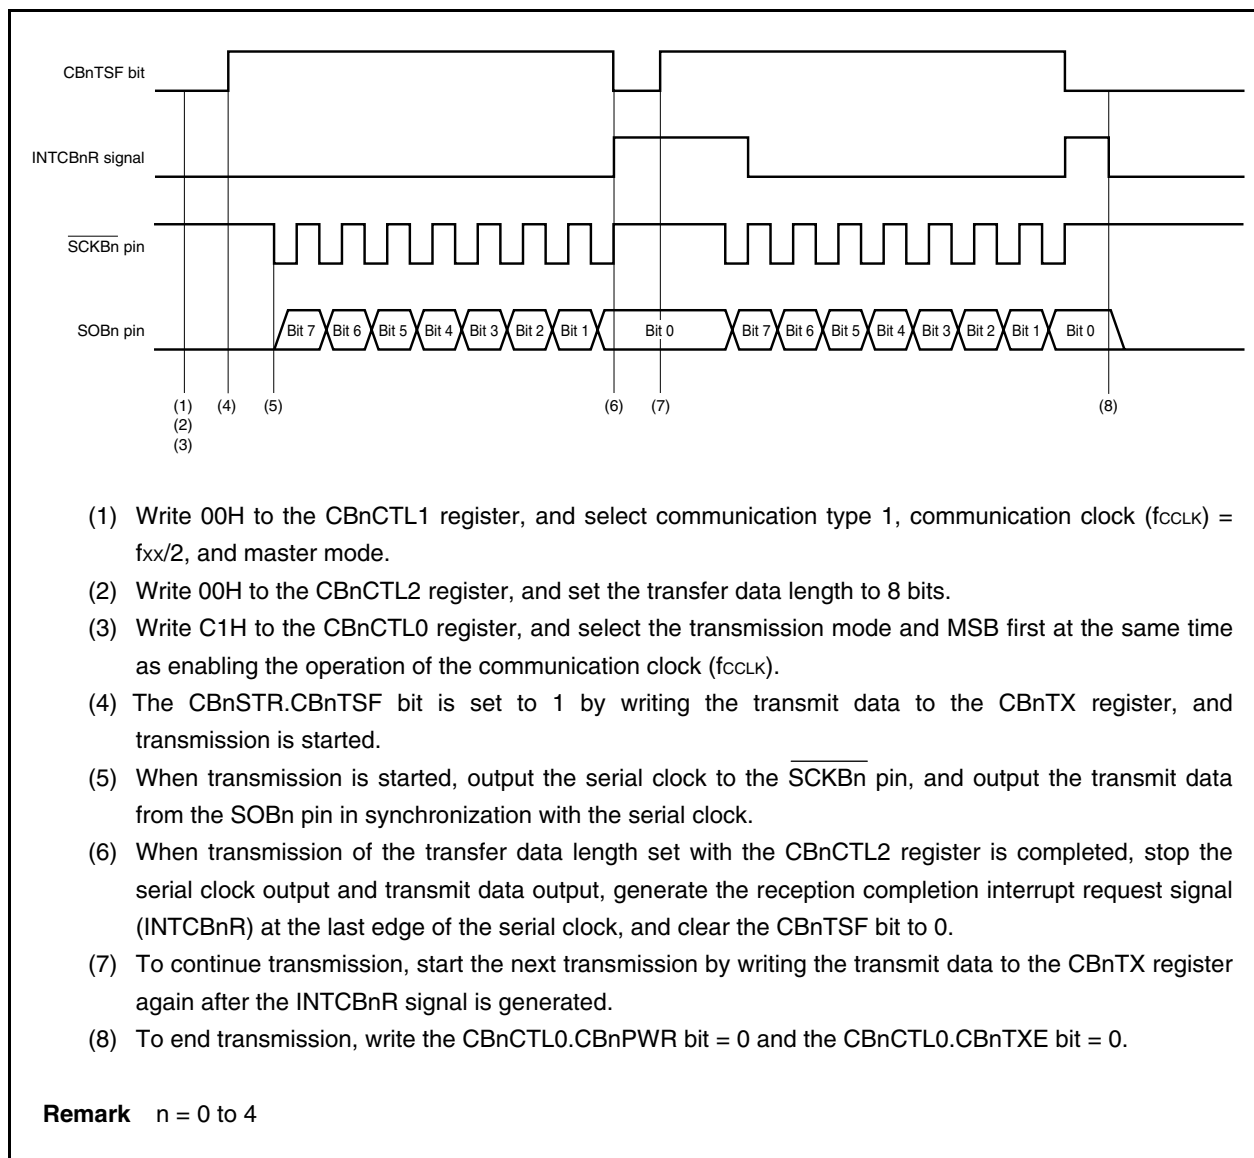 CBnTSF bit
INTCBnR signal
SCKBn pin
SOBn pin
Bit 7 Bit 6 Bit 5 Bit 4 Bit 3 Bit 2 Bit 1 Bit 0 Bit 7 Bit 6 Bit 5 Bit 4 Bit 3 Bit 2 Bit 1 Bit 0
(1) (4) (5) (6) (7) (8)
(2)
(3)
(1) Write 00H to the CBnCTL1 register, and select communication type 1, communication clock (fCCLK) =
fXX/2, and master mode.
(2) Write 00H to the CBnCTL2 register, and set the transfer data length to 8 bits.
(3) Write C1H to the CBnCTL0 register, and select the transmission mode and MSB first at the same time
as enabling the operation of the communication clock (fCCLK).
(4) The CBnSTR.CBnTSF bit is set to 1 by writing the transmit data to the CBnTX register, and
transmission is started.
(5) When transmission is started, output the serial clock to the SCKBn pin, and output the transmit data
from the SOBn pin in synchronization with the serial clock.
(6) When transmission of the transfer data length set with the CBnCTL2 register is completed, stop the
serial clock output and transmit data output, generate the reception completion interrupt request signal
(INTCBnR) at the last edge of the serial clock, and clear the CBnTSF bit to 0.
(7) To continue transmission, start the next transmission by writing the transmit data to the CBnTX register
again after the INTCBnR signal is generated.
(8) To end transmission, write the CBnCTL0.CBnPWR bit = 0 and the CBnCTL0.CBnTXE bit = 0.
Remark n = 0 to 4